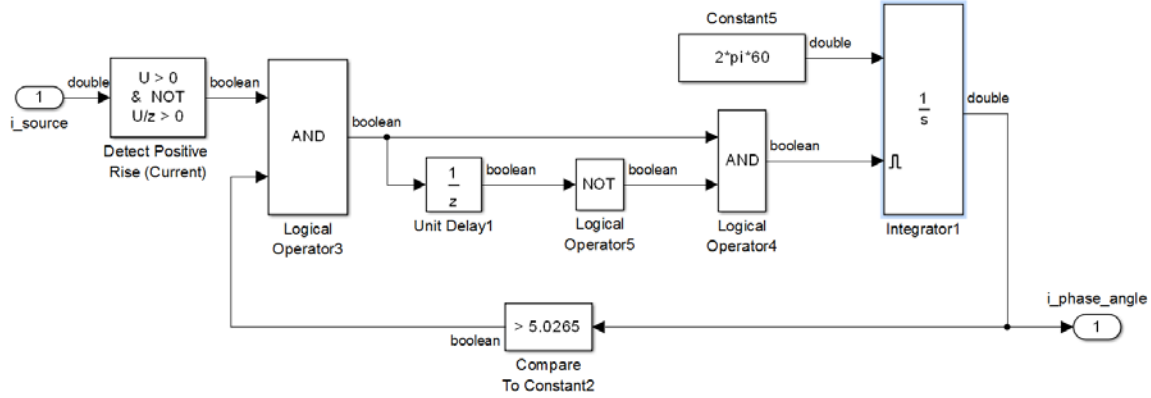 Constant5
2*pi*60
double
double
1
i_source
double
U > 0
& NOT
U/z > 0
Detect Positive
Rise (Current)
boolean
AND
Logical
Operator3
boolean
1
z
Unit Delay1
boolean
NOT
Logical
Operator5
boolean
AND
Logical
Operator4
boolean
1
s
Integrator1
i_phase_angle
1
> 5.0265
boolean
Compare
To Constant2